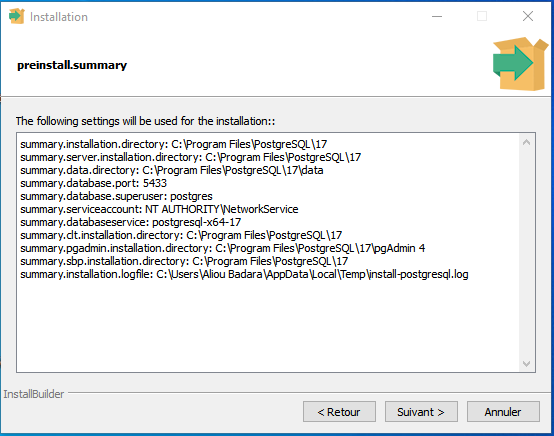 Installation
preinstall.summary
The following settings will be used for the installation::
summary.installation.directory: C:\Program Files\PostgreSQL\17
summary.server.installation.directory: C:\Program Files\PostgreSQL\17
summary.data.directory: C:\Program Files\PostgreSQL\17\data
summary.database.port: 5433
summary.database.superuser: postgres
summary.serviceaccount: NT AUTHORITY\NetworkService
summary.databaseservice: postgresql-x64-17
summary.clt.installation.directory: C:\Program Files\PostgreSQL\17
summary.pgadmin.installation.directory: C:\Program Files\PostgreSQL\17\pgAdmin 4
summary.sbp.installation.directory: C:\Program Files\PostgreSQL\17
summary.installation.logfile: C:\Users\Aliou Badara\AppData\Local\Temp\install-postgresql.log
InstallBuilder
< Retour Suivant > Annuler